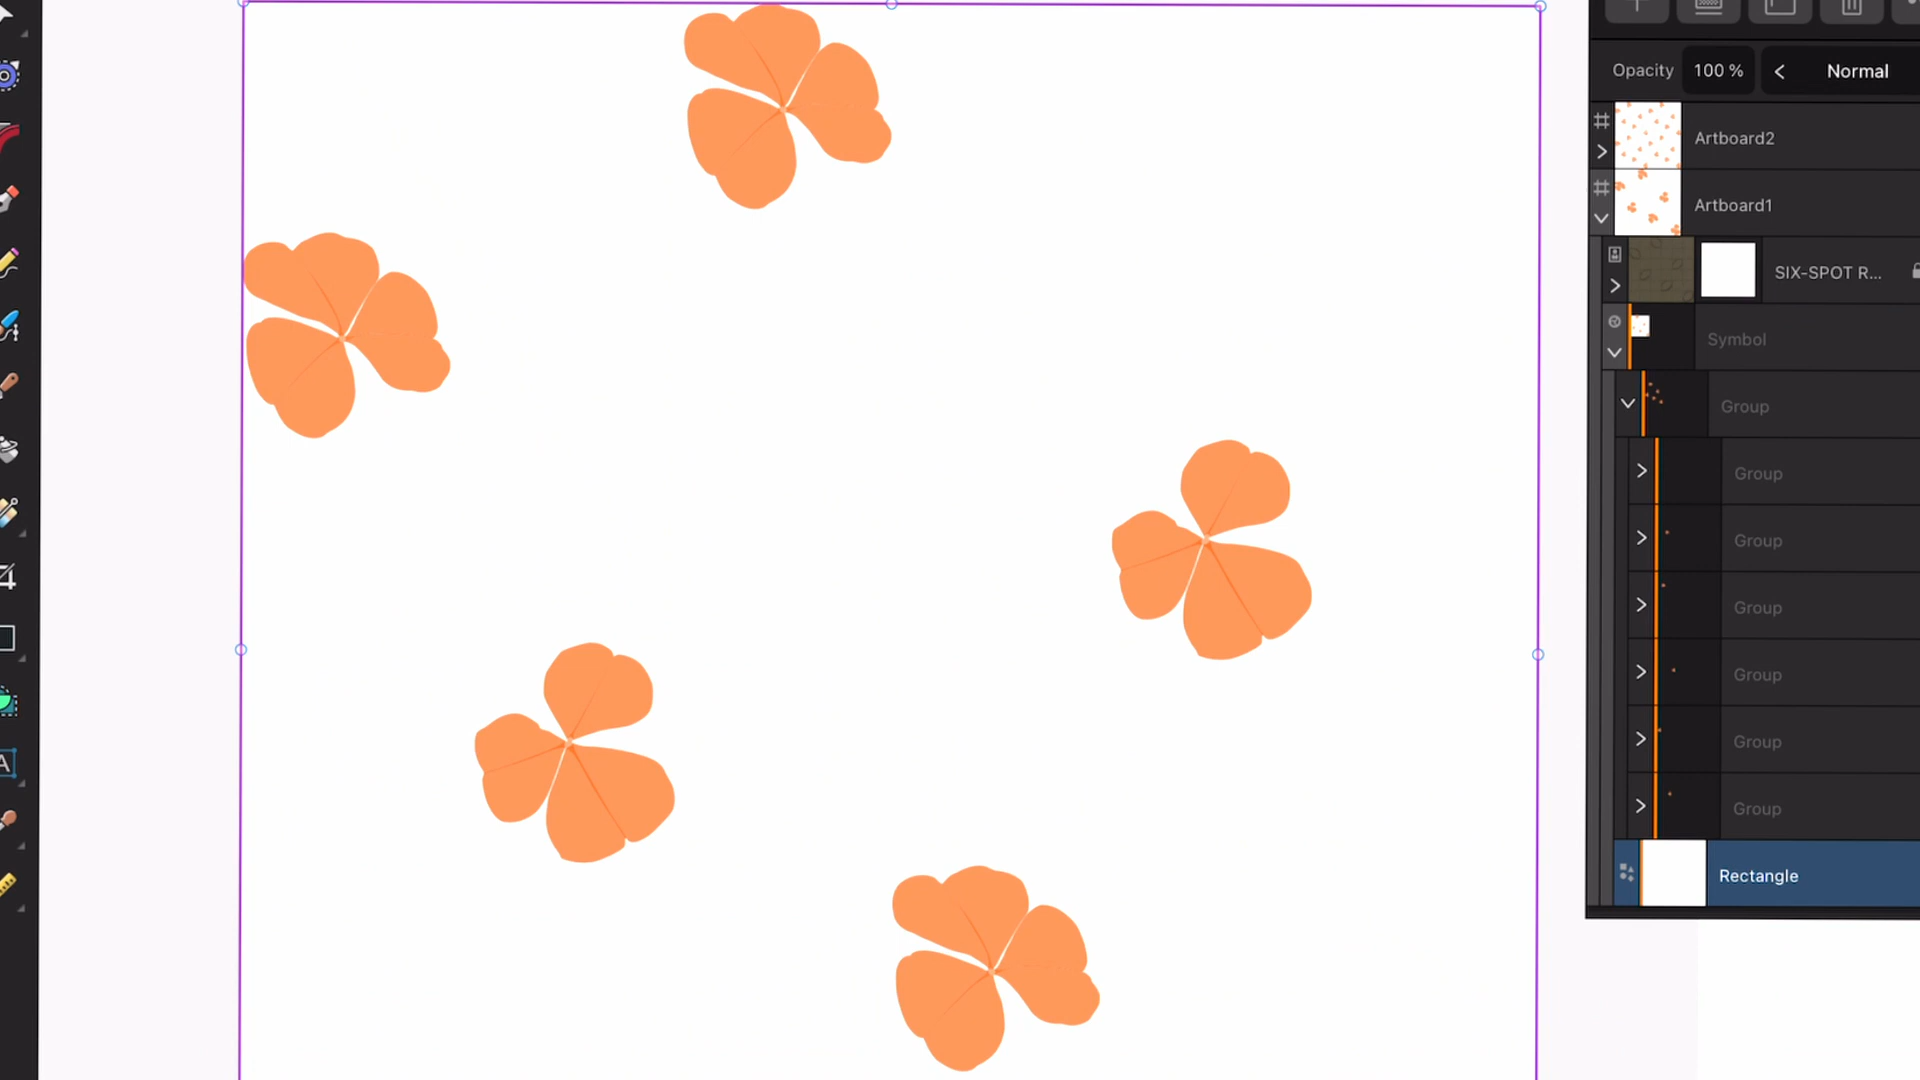 Opacity 100 % Normal
Artboard2
Artboard1
SIX-SPOT R...
Symbol
Group
Group
Group
Group
Group
Group
Group
Rectangle